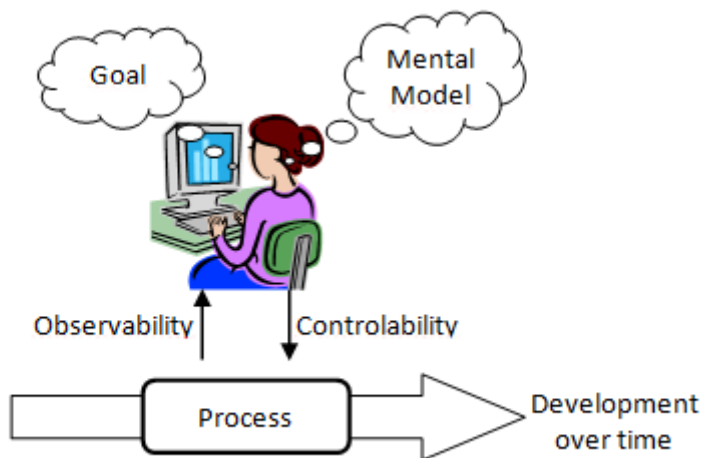 Goal
Mental
Model
Observability
Controlability
Process
Development
over time